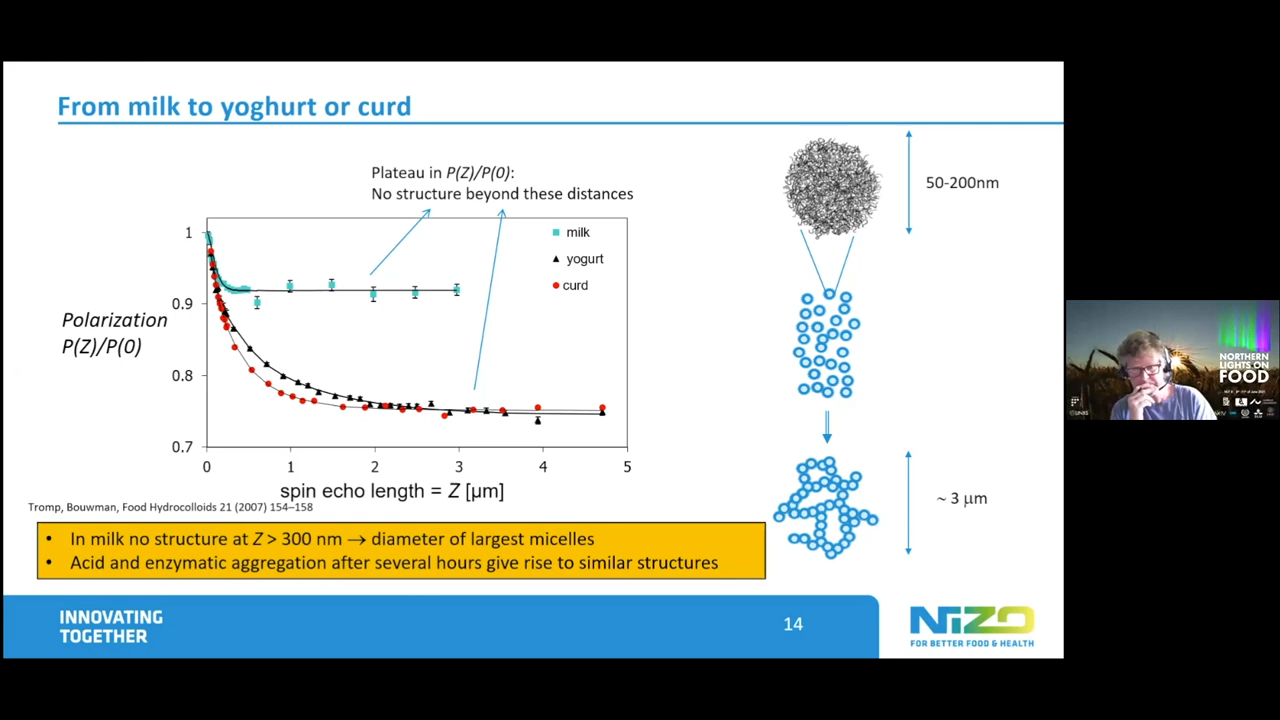 From milk to yoghurt or curd
Plateau in P(Z)/P(0):
No structure beyond these distances
50-200nm
1
0.9
0.8
0.7
milk
yogurt
curd
Polarization
P(Z)/P(0)
0 1 2 3 4 5
spin echo length = Z [µm]
~ 3 µm
Tromp, Bouwman, Food Hydrocolloids 21 (2007) 154–158
• In milk no structure at Z > 300 nm → diameter of largest micelles
• Acid and enzymatic aggregation after several hours give rise to similar structures
INNOVATING
TOGETHER
14
NIZO
FOR BETTER FOOD & HEALTH
NORTHERN
LIGHTS ON
FOOD